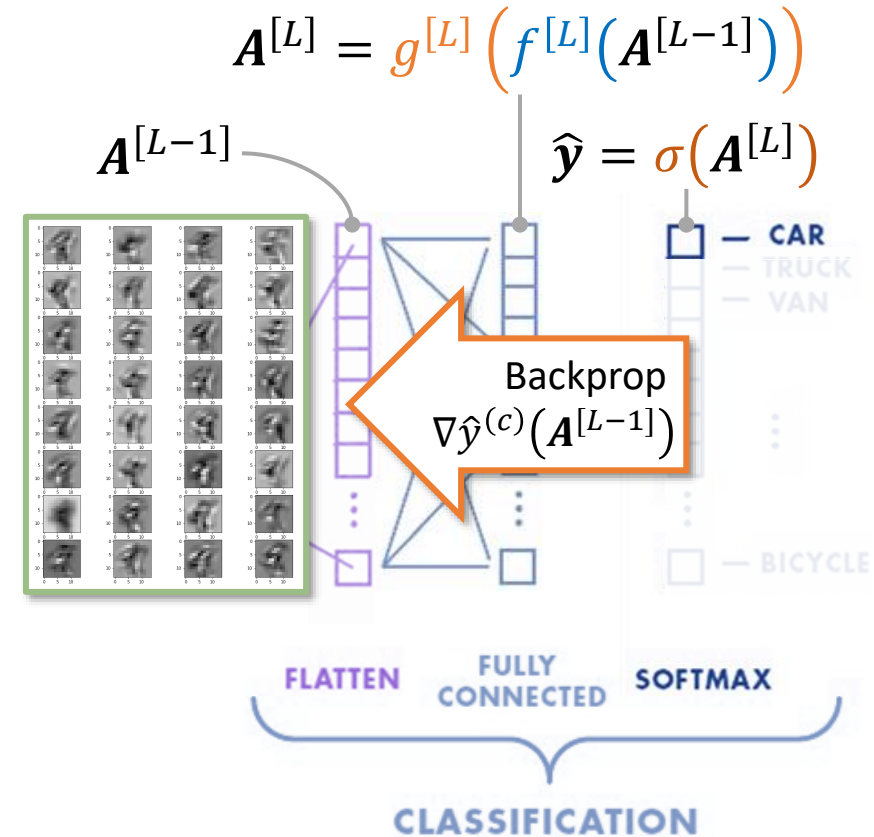 𝑨^[L] = g^[L] (f^[L](𝑨^[L−1]))
𝑨^[L−1]
ŷ = σ(𝑨^[L])
CAR
TRUCK
VAN
Backprop
∇ŷ^(c)(𝑨^[L−1])
BICYCLE
FLATTEN
FULLY
CONNECTED
SOFTMAX
CLASSIFICATION